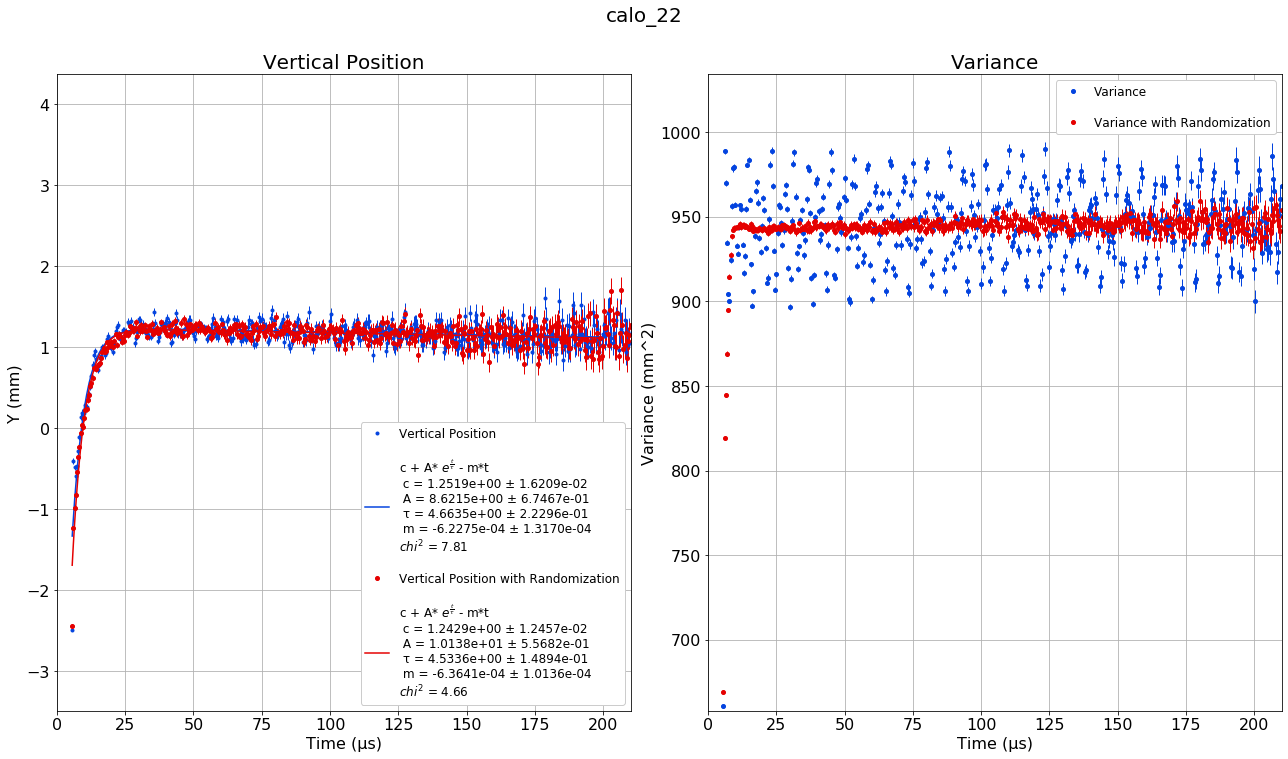 calo_22
Vertical Position
4
3
2
1
0
−1
−2
−3
Y (mm)
0 25 50 75 100 125 150 175 200
Time (μs)
Vertical Position
c + A* e^{t/τ} - m*t
c = 1.2519e+00 ± 1.6209e-02
A = 8.6215e+00 ± 6.7467e-01
τ = 4.6635e+00 ± 2.2296e-01
m = -6.2275e-04 ± 1.3170e-04
chi² = 7.81
Vertical Position with Randomization
c + A* e^{t/τ} - m*t
c = 1.2429e+00 ± 1.2457e-02
A = 1.0138e+01 ± 5.5682e-01
τ = 4.5336e+00 ± 1.4894e-01
m = -6.3641e-04 ± 1.0136e-04
chi² = 4.66
Variance
1000
950
900
850
800
750
700
Variance (mm^2)
0 25 50 75 100 125 150 175 200
Time (μs)
Variance
Variance with Randomization